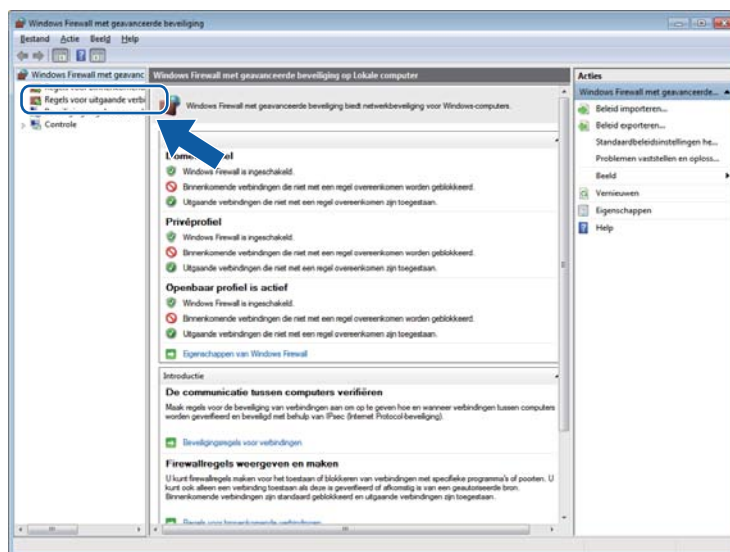 Windows Firewall met geavanceerde beveiliging
Bestand Actie Beeld Help
Windows Firewall met geavanc
Regels voor uitgaande verbi
Controle
Windows Firewall met geavanceerde beveiliging op Lokale computer
Windows Firewall met geavanceerde beveiliging biedt netwerkbeveiliging voor Windows-computers.
Windows Firewall is ingeschakeld.
Binnenkomende verbindingen die niet met een regel overeenkomen worden geblokkeerd.
Uitgaande verbindingen die niet met een regel overeenkomen zijn toegestaan.
Privéprofiel
Windows Firewall is ingeschakeld.
Binnenkomende verbindingen die niet met een regel overeenkomen worden geblokkeerd.
Uitgaande verbindingen die niet met een regel overeenkomen zijn toegestaan.
Openbaar profiel is actief
Windows Firewall is ingeschakeld.
Binnenkomende verbindingen die niet met een regel overeenkomen worden geblokkeerd.
Uitgaande verbindingen die niet met een regel overeenkomen zijn toegestaan.
Eigenschappen van Windows Firewall
Introductie
De communicatie tussen computers verifiëren
Maak regels voor de beveiliging van verbindingen aan om op te geven hoe en wanneer verbindingen tussen computers
worden geverifieerd en beveiligd met behulp van IPsec (Internet Protocol-beveiliging).
Beveiligingsregels voor verbindingen
Firewallregels weergeven en maken
U kunt firewallregels maken voor het toestaan of blokkeren van verbindingen met specifieke programma's of poorten. U
kunt ook alleen een verbinding toestaan als deze is geverifieerd of afkomstig is van een geautoriseerde bron.
Binnenkomende verbindingen zijn standaard geblokkeerd en uitgaande verbindingen zijn toegestaan.
Regels voor binnenkomende verbindingen
Acties
Windows Firewall met geavanceerde...
Beleid importeren...
Beleid exporteren...
Standaardbeleidsinstellingen he...
Problemen vaststellen en oploss...
Beeld
Vernieuwen
Eigenschappen
Help